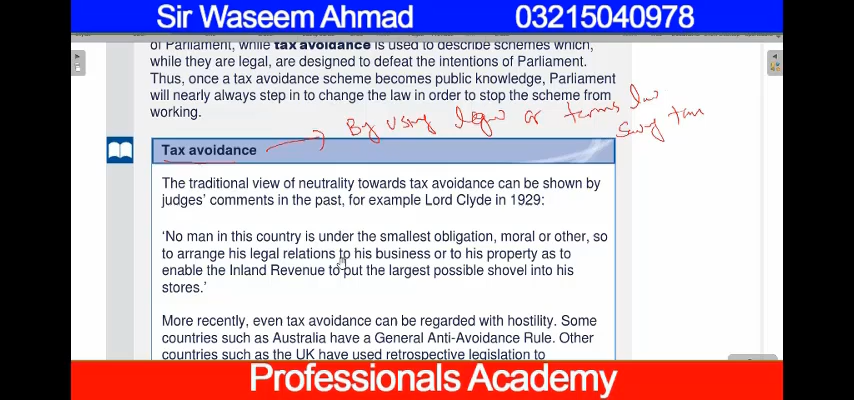 Sir Waseem Ahmad 03215040978
of Parliament, while tax avoidance is used to describe schemes which,
while they are legal, are designed to defeat the intentions of Parliament.
Thus, once a tax avoidance scheme becomes public knowledge, Parliament
will nearly always step in to change the law in order to stop the scheme from
working.
By using legal or terms law
Saving tax
Tax avoidance
The traditional view of neutrality towards tax avoidance can be shown by
judges' comments in the past, for example Lord Clyde in 1929:
'No man in this country is under the smallest obligation, moral or other, so
to arrange his legal relations to his business or to his property as to
enable the Inland Revenue to put the largest possible shovel into his
stores.'
More recently, even tax avoidance can be regarded with hostility. Some
countries such as Australia have a General Anti-Avoidance Rule. Other
countries such as the UK have used retrospective legislation to
Professionals Academy